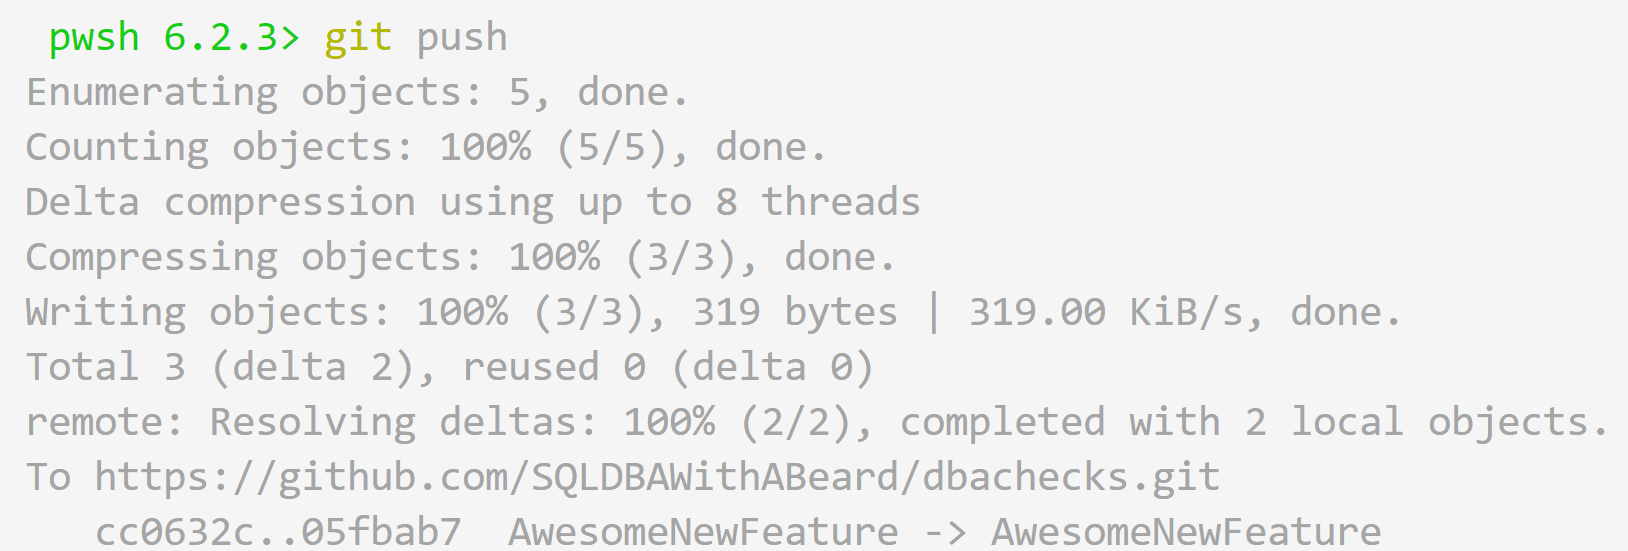 pwsh 6.2.3> git push
Enumerating objects: 5, done.
Counting objects: 100% (5/5), done.
Delta compression using up to 8 threads
Compressing objects: 100% (3/3), done.
Writing objects: 100% (3/3), 319 bytes | 319.00 KiB/s, done.
Total 3 (delta 2), reused 0 (delta 0)
remote: Resolving deltas: 100% (2/2), completed with 2 local objects.
To https://github.com/SQLDBAWithABeard/dbachecks.git
   cc0632c..05fbab7  AwesomeNewFeature -> AwesomeNewFeature